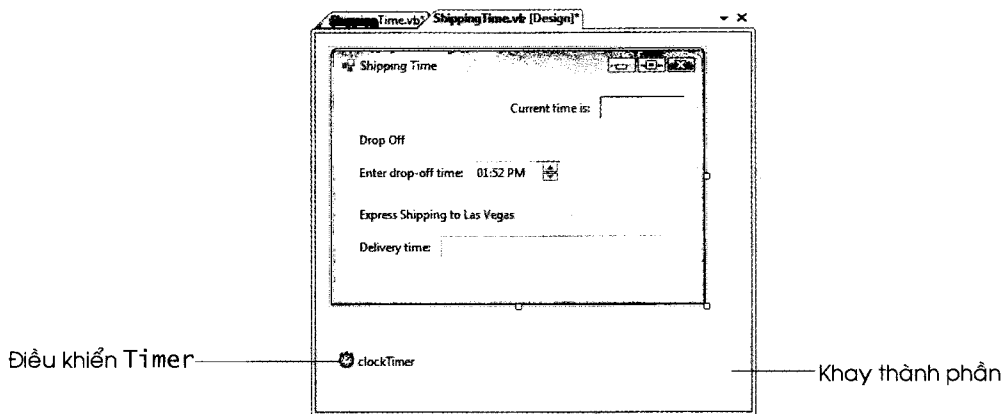 ShippingTime.vb* ShippingTime.vb [Design]*
Shipping Time
Current time is:
Drop Off
Enter drop-off time: 01:52 PM
Express Shipping to Las Vegas
Delivery time:
Điều khiển Timer
clockTimer
Khay thành phần